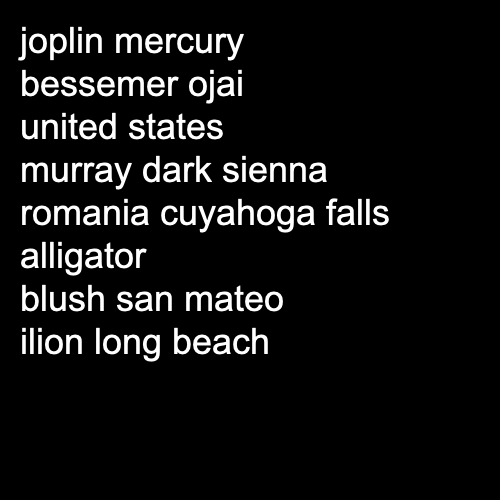 joplin mercury
bessemer ojai
united states
murray dark sienna
romania cuyahoga falls
alligator
blush san mateo
ilion long beach